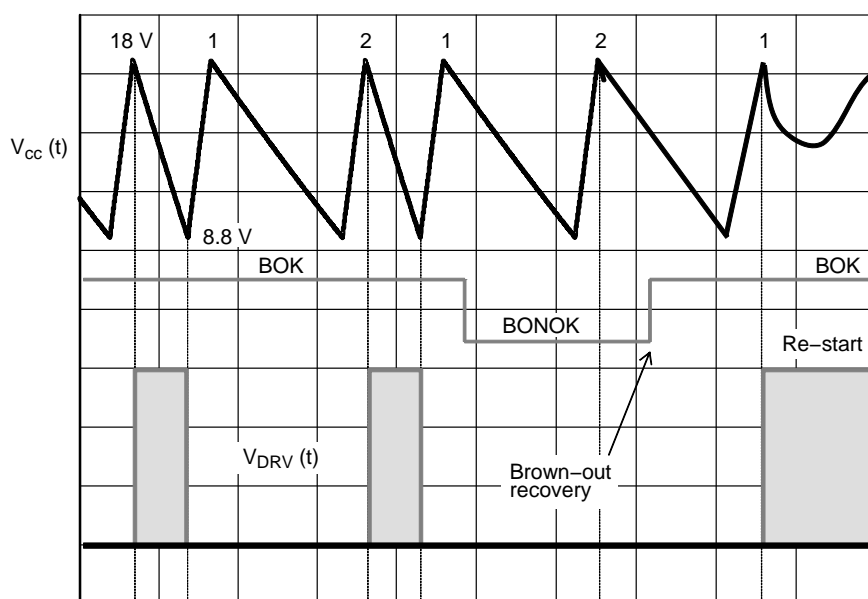 18 V 1 2 1 2 1
Vcc (t)
8.8 V
BOK BOK
BONOK
Re−start
VDRV (t)
Brown−out
recovery